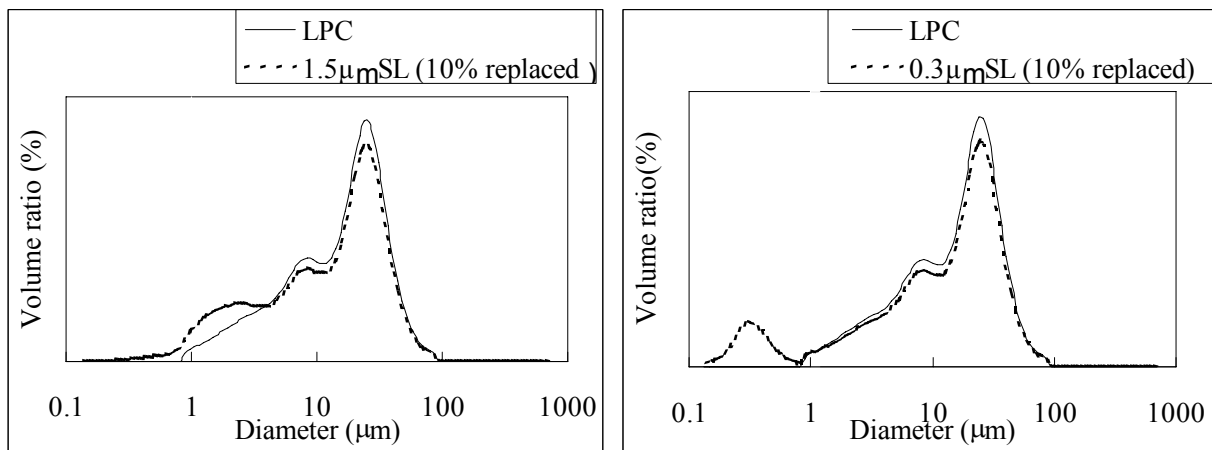 LPC
1.5µmSL (10% replaced )
Volume ratio (%)
0.1 1 10 100 1000
Diameter (µm)
LPC
0.3µmSL (10% replaced)
Volume ratio(%)
0.1 1 10 100 1000
Diameter (µm)